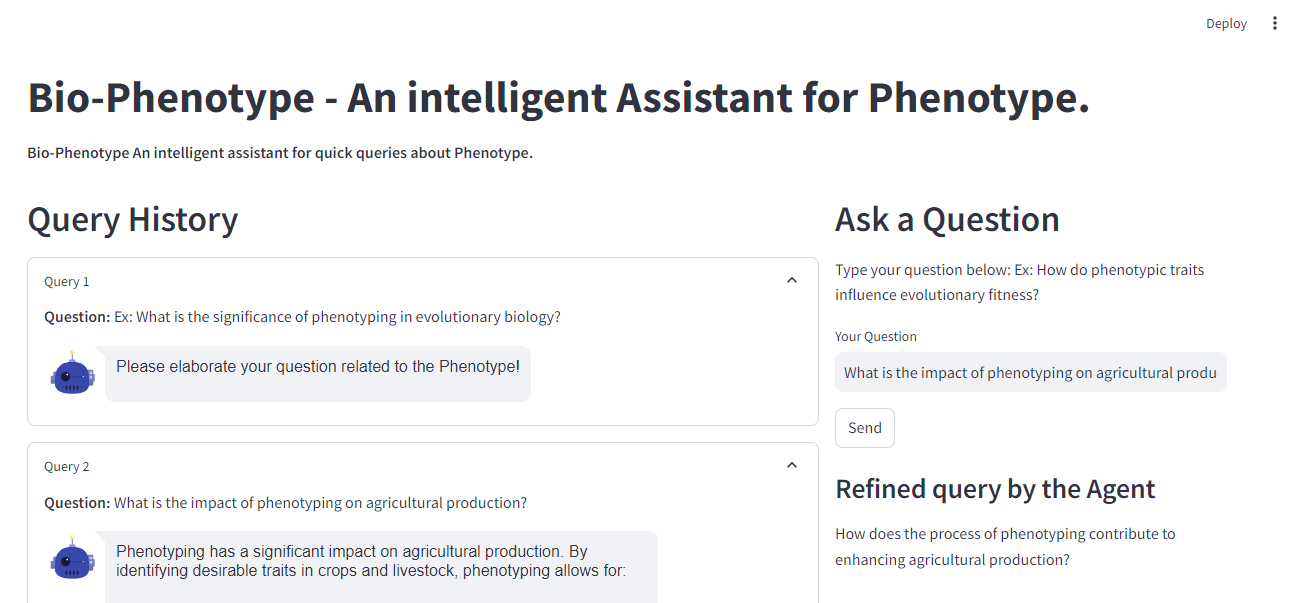 Deploy
Bio-Phenotype - An intelligent Assistant for Phenotype.
Bio-Phenotype An intelligent assistant for quick queries about Phenotype.
Query History
Query 1
Question: Ex: What is the significance of phenotyping in evolutionary biology?
Please elaborate your question related to the Phenotype!
Query 2
Question: What is the impact of phenotyping on agricultural production?
Phenotyping has a significant impact on agricultural production. By
identifying desirable traits in crops and livestock, phenotyping allows for:
Ask a Question
Type your question below: Ex: How do phenotypic traits
influence evolutionary fitness?
Your Question
What is the impact of phenotyping on agricultural produ
Send
Refined query by the Agent
How does the process of phenotyping contribute to
enhancing agricultural production?